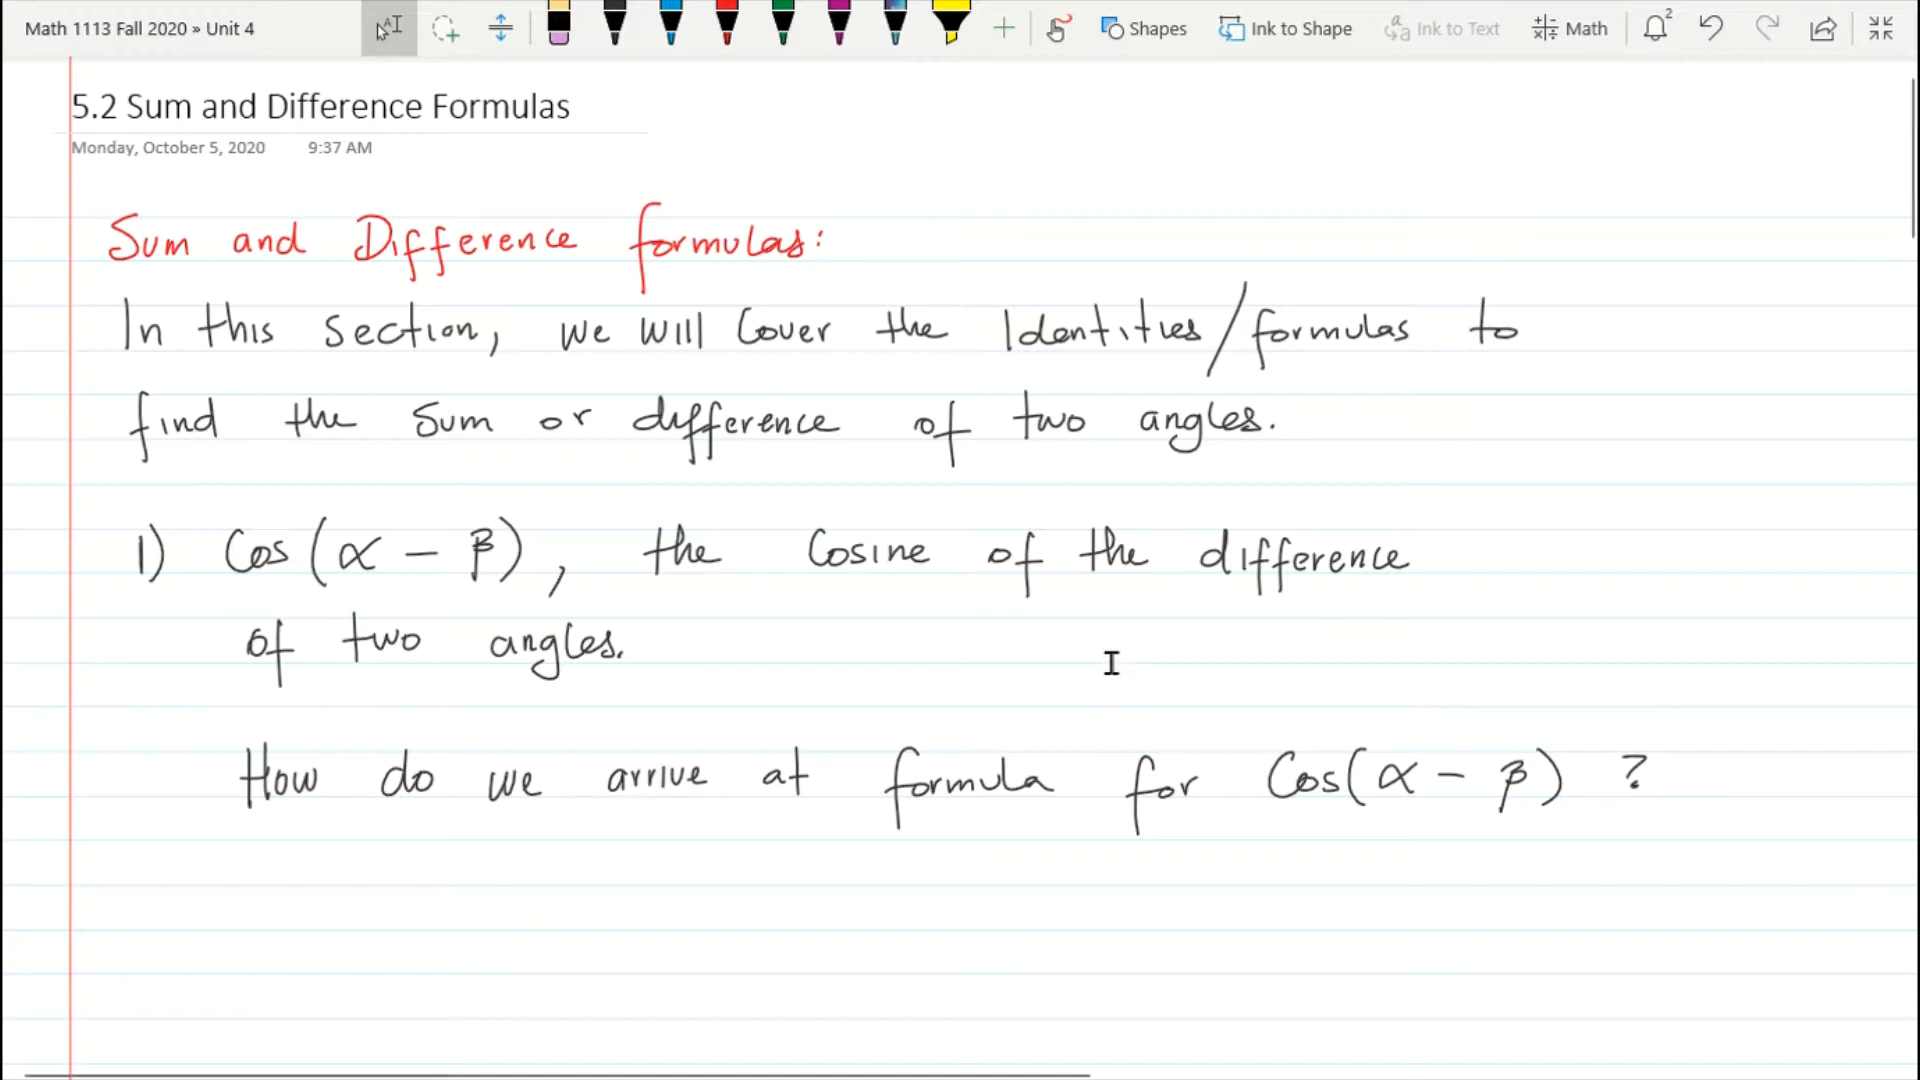 Math 1113 Fall 2020 » Unit 4
Shapes
Ink to Shape
Ink to Text
Math
2
5.2 Sum and Difference Formulas
Monday, October 5, 2020 9:37 AM
Sum and Difference formulas:
In this section, we will cover the Identities/formulas to
find the sum or difference of two angles.
1) Cos(α - β), the Cosine of the difference
of two angles.
How do we arrive at formula for Cos(α - β) ?